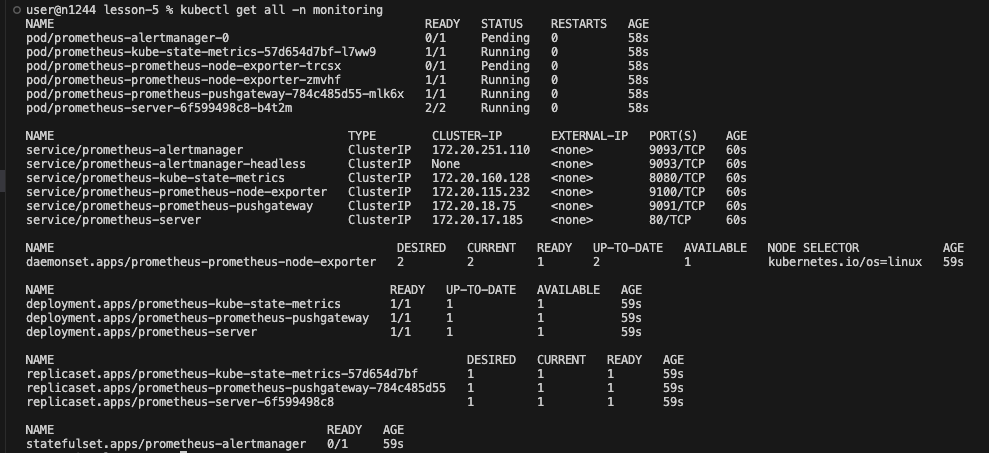 user@n1244 lesson-5 % kubectl get all -n monitoring
NAME READY STATUS RESTARTS AGE
pod/prometheus-alertmanager-0 0/1 Pending 0 58s
pod/prometheus-kube-state-metrics-57d654d7bf-l7ww9 1/1 Running 0 58s
pod/prometheus-prometheus-node-exporter-trcsx 0/1 Pending 0 58s
pod/prometheus-prometheus-node-exporter-zmvhf 1/1 Running 0 58s
pod/prometheus-prometheus-pushgateway-784c485d55-mlk6x 1/1 Running 0 58s
pod/prometheus-server-6f599498c8-b4t2m 2/2 Running 0 58s
NAME TYPE CLUSTER-IP EXTERNAL-IP PORT(S) AGE
service/prometheus-alertmanager ClusterIP 172.20.251.110 <none> 9093/TCP 60s
service/prometheus-alertmanager-headless ClusterIP None <none> 9093/TCP 60s
service/prometheus-kube-state-metrics ClusterIP 172.20.160.128 <none> 8080/TCP 60s
service/prometheus-prometheus-node-exporter ClusterIP 172.20.115.232 <none> 9100/TCP 60s
service/prometheus-prometheus-pushgateway ClusterIP 172.20.18.75 <none> 9091/TCP 60s
service/prometheus-server ClusterIP 172.20.17.185 <none> 80/TCP 60s
NAME DESIRED CURRENT READY UP-TO-DATE AVAILABLE NODE SELECTOR AGE
daemonset.apps/prometheus-prometheus-node-exporter 2 2 1 2 1 kubernetes.io/os=linux 59s
NAME READY UP-TO-DATE AVAILABLE AGE
deployment.apps/prometheus-kube-state-metrics 1/1 1 1 59s
deployment.apps/prometheus-prometheus-pushgateway 1/1 1 1 59s
deployment.apps/prometheus-server 1/1 1 1 59s
NAME DESIRED CURRENT READY AGE
replicaset.apps/prometheus-kube-state-metrics-57d654d7bf 1 1 1 59s
replicaset.apps/prometheus-prometheus-pushgateway-784c485d55 1 1 1 59s
replicaset.apps/prometheus-server-6f599498c8 1 1 1 59s
NAME READY AGE
statefulset.apps/prometheus-alertmanager 0/1 59s